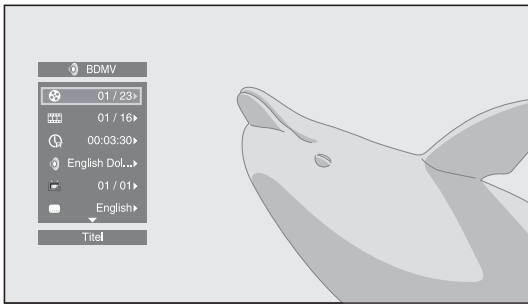 BDMV
01 / 23
01 / 16
00:03:30
English Dol...
01 / 01
English
Titel